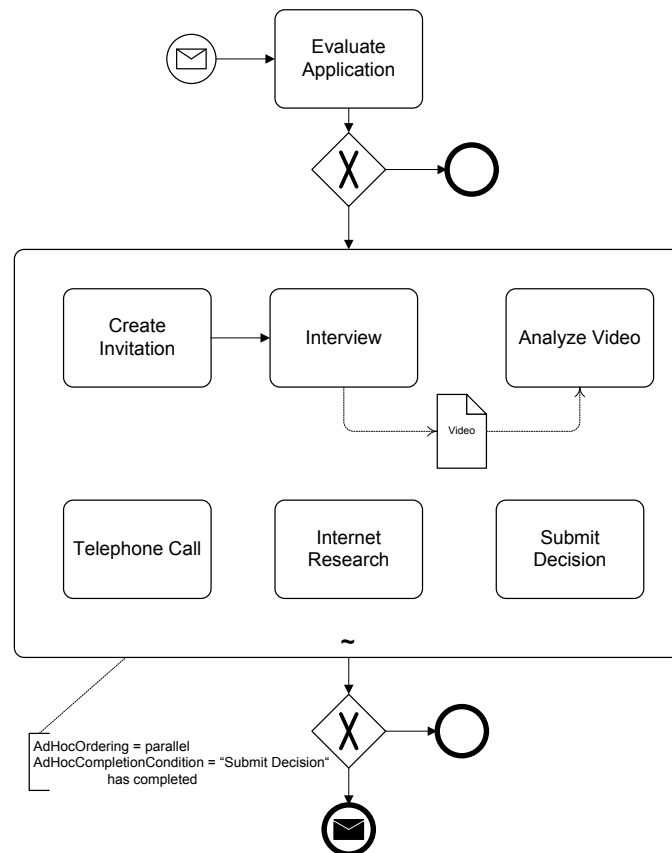 Evaluate
Application
Create
Invitation
Interview
Analyze Video
Video
Telephone Call
Internet
Research
Submit
Decision
~
AdHocOrdering = parallel
AdHocCompletionCondition = “Submit Decision“
has completed